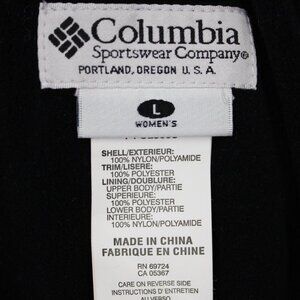 Columbia
Sportswear Company®
PORTLAND, OREGON U.S.A.
L
WOMEN'S
SHELL/EXTERIEUR:
100% NYLON/POLYAMIDE
TRIM/LISERE:
100% POLYESTER
LINING/DOUBLURE:
UPPER BODY/PARTIE
SUPERIEURE:
100% POLYESTER
LOWER BODY/PARTIE
INTERIEURE:
100% NYLON/POLYAMIDE
MADE IN CHINA
FABRIQUE EN CHINE
RN 69724
CA 05367
CARE ON REVERSE SIDE
INSTRUCTIONS D' ENTRETIEN
AU VERSO